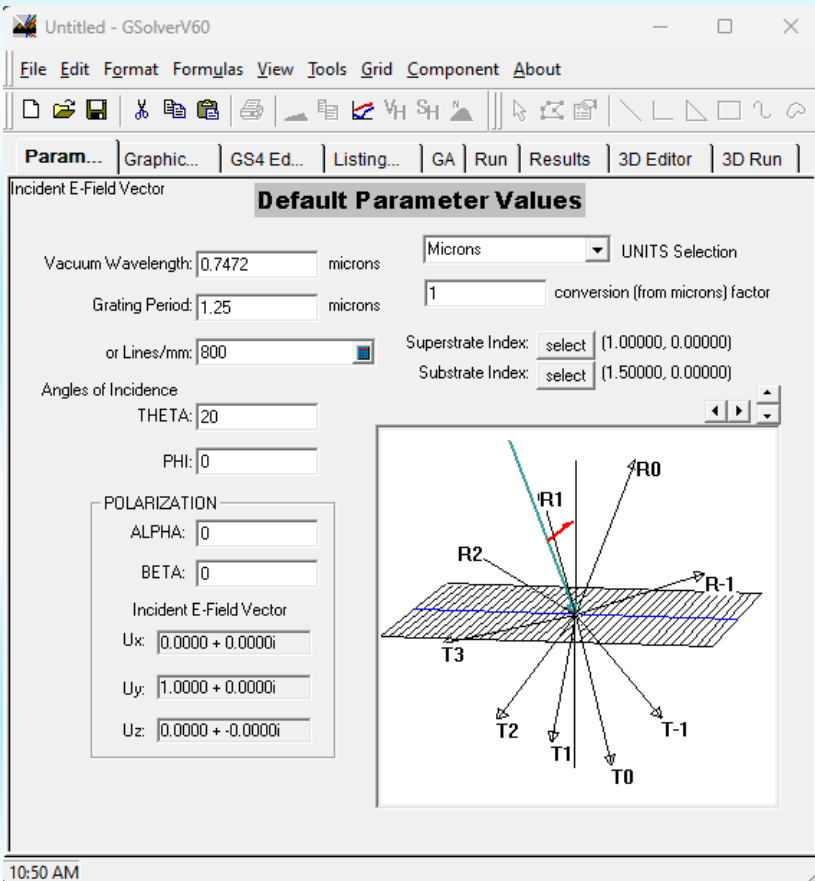 Untitled - GSolverV60
File Edit Format Formulas View Tools Grid Component About
VH SH N
Param... Graphic... GS4 Ed... Listing... GA Run Results 3D Editor 3D Run
Incident E-Field Vector
Default Parameter Values
Microns UNITS Selection
Vacuum Wavelength: 0.7472 microns
1 conversion (from microns) factor
Grating Period: 1.25 microns
or Lines/mm: 800
Superstrate Index: select (1.00000, 0.00000)
Substrate Index: select (1.50000, 0.00000)
Angles of Incidence
THETA: 20
PHI: 0
POLARIZATION
ALPHA: 0
BETA: 0
Incident E-Field Vector
Ux: 0.0000 + 0.0000i
Uy: 1.0000 + 0.0000i
Uz: 0.0000 + -0.0000i
R0
R1
R2
R-1
T3
T2
T1
T0
T-1
10:50 AM